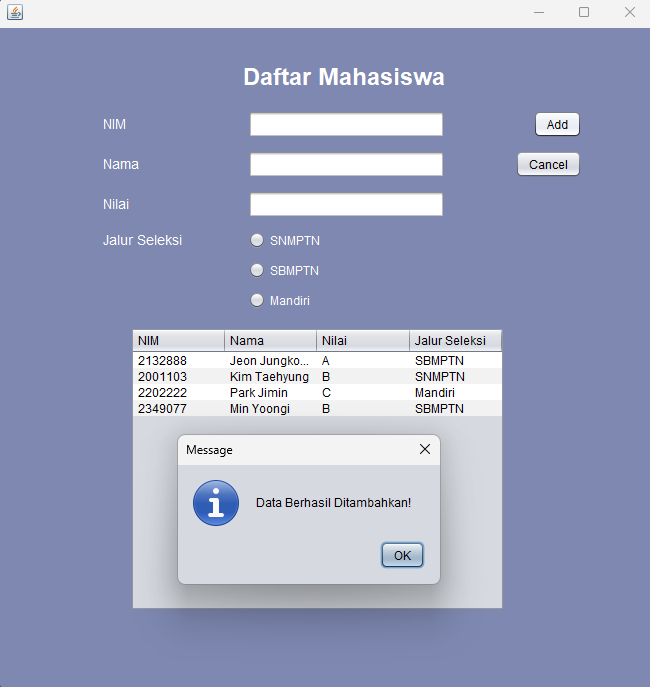 Daftar Mahasiswa
NIM
Add
Nama
Cancel
Nilai
Jalur Seleksi
SNMPTN
SBMPTN
Mandiri
NIM Nama Nilai Jalur Seleksi
2132888 Jeon Jungko... A SBMPTN
2001103 Kim Taehyung B SNMPTN
2202222 Park Jimin C Mandiri
2349077 Min Yoongi B SBMPTN
Message
Data Berhasil Ditambahkan!
OK